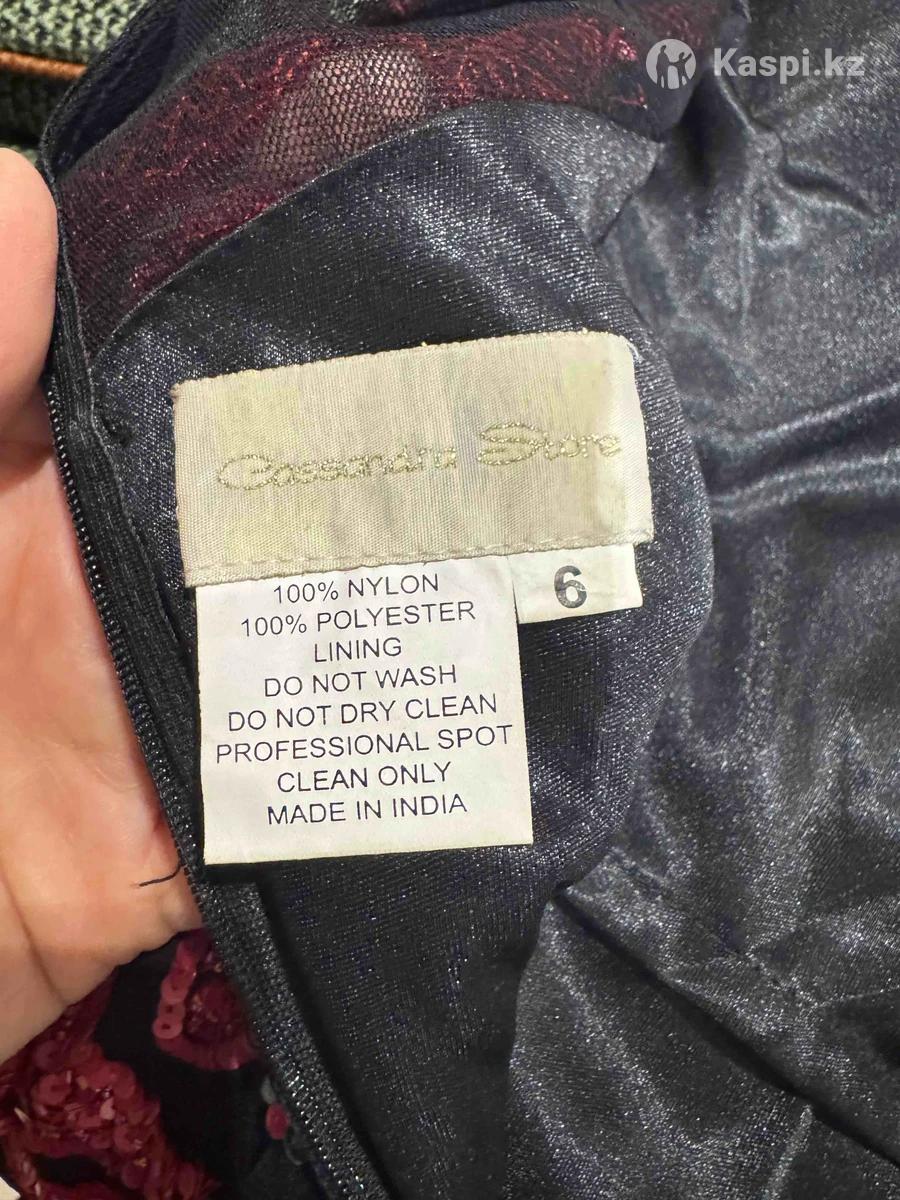 Kaspi.kz
Cassandra Store
6
100% NYLON
100% POLYESTER
LINING
DO NOT WASH
DO NOT DRY CLEAN
PROFESSIONAL SPOT
CLEAN ONLY
MADE IN INDIA